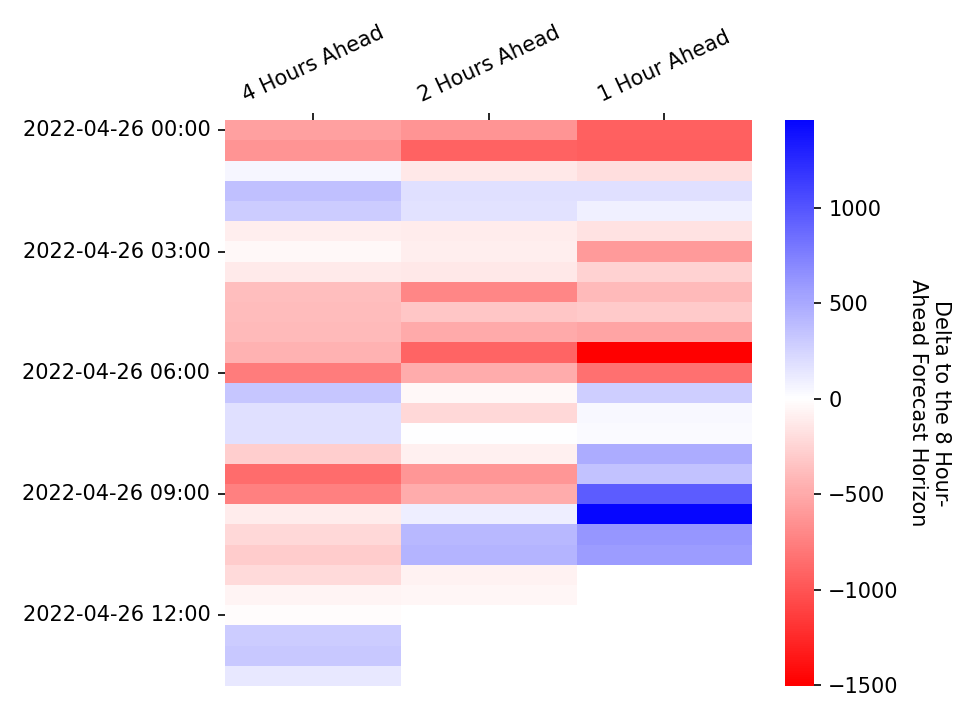 4 Hours Ahead
2 Hours Ahead
1 Hour Ahead
2022-04-26 00:00
2022-04-26 03:00
2022-04-26 06:00
2022-04-26 09:00
2022-04-26 12:00
1000
500
0
−500
−1000
−1500
Delta to the 8 Hour-
Ahead Forecast Horizon